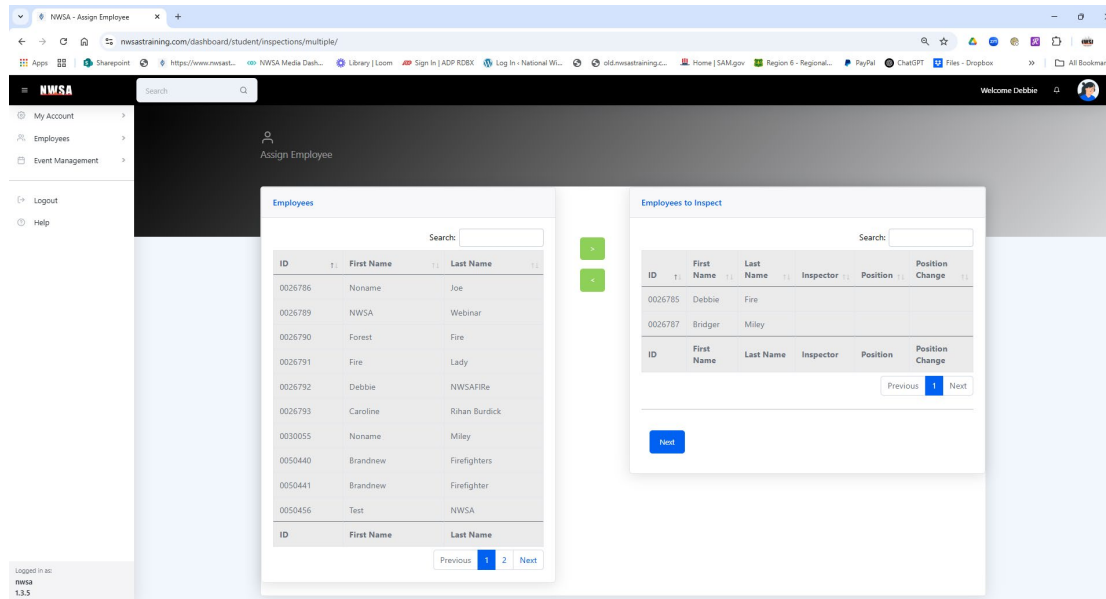 NWSA - Assign Employee
nwsastraining.com/dashboard/student/inspections/multiple/
Apps Sharepoint https://www.nwsast... NWSA Media Dash... Library | Loom Sign In | ADP RDBX Log In ‹ National Wi... old.nwsastraining.c... Home | SAM.gov Region 6 - Regional... PayPal ChatGPT Files - Dropbox All Bookmar
NWSA Search Welcome Debbie
My Account
Employees
Event Management
Logout
Help
Assign Employee
Employees
Search:
ID First Name Last Name
0026786 Noname Joe
0026789 NWSA Webinar
0026790 Forest Fire
0026791 Fire Lady
0026792 Debbie NWSAFIRe
0026793 Caroline Rihan Burdick
0030055 Noname Miley
0050440 Brandnew Firefighters
0050441 Brandnew Firefighter
0050456 Test NWSA
ID First Name Last Name
Previous 1 2 Next
>
<
Employees to Inspect
Search:
ID First Name Last Name Inspector Position Position Change
0026785 Debbie Fire
0026787 Bridger Miley
ID First Name Last Name Inspector Position Position Change
Previous 1 Next
Next
Logged in as:
nwsa
1.3.5